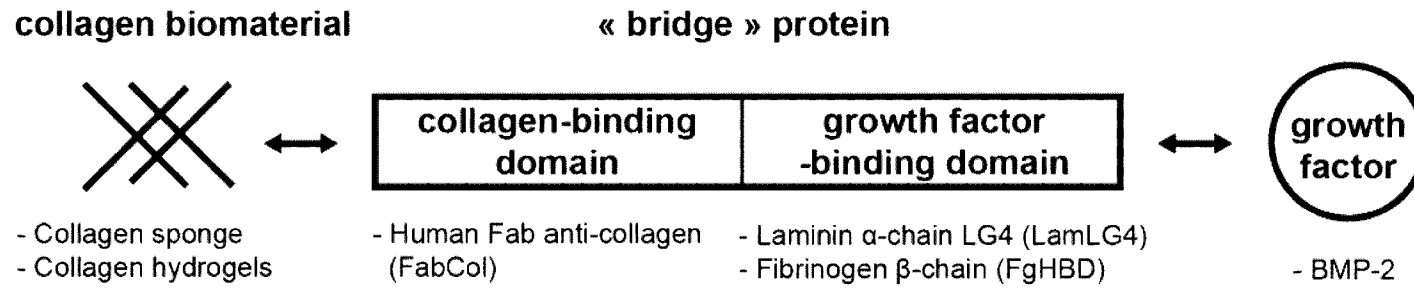 collagen biomaterial
« bridge » protein
collagen-binding
domain
growth factor
-binding domain
growth
factor
- Collagen sponge
- Collagen hydrogels
- Human Fab anti-collagen
(FabCol)
- Laminin α-chain LG4 (LamLG4)
- Fibrinogen β-chain (FgHBD)
- BMP-2